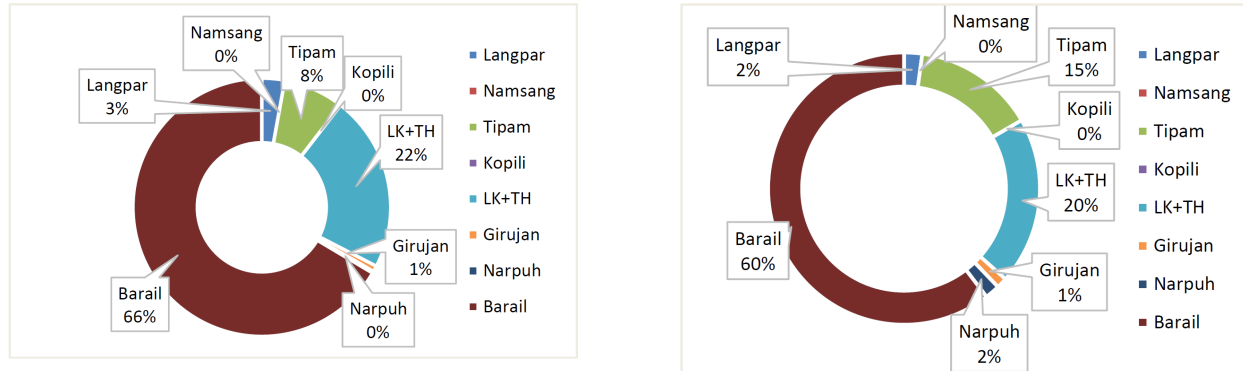 Namsang
0%
Tipam
8%
Kopili
0%
Langpar
3%
LK+TH
22%
Girujan
1%
Narpuh
0%
Barail
66%
Langpar
Namsang
Tipam
Kopili
LK+TH
Girujan
Narpuh
Barail
Namsang
0%
Langpar
2%
Tipam
15%
Kopili
0%
LK+TH
20%
Girujan
1%
Narpuh
2%
Barail
60%
Langpar
Namsang
Tipam
Kopili
LK+TH
Girujan
Narpuh
Barail